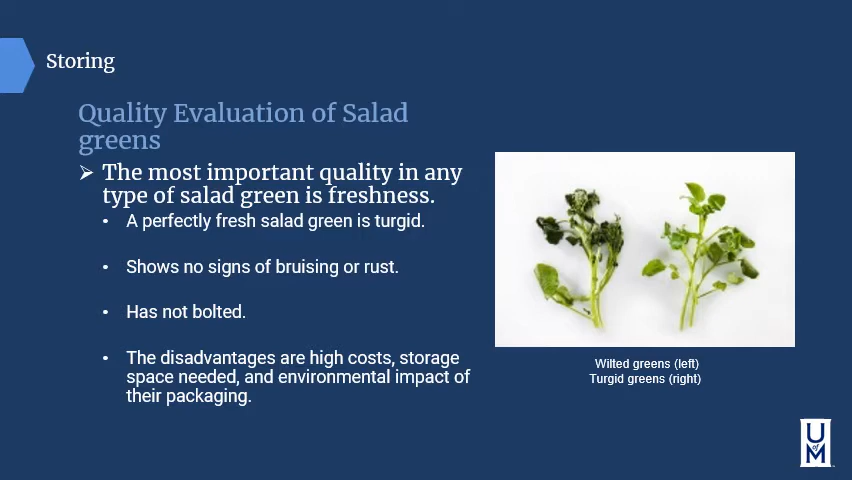 Storing
Quality Evaluation of Salad
greens
➢ The most important quality in any
type of salad green is freshness.
• A perfectly fresh salad green is turgid.
• Shows no signs of bruising or rust.
• Has not bolted.
• The disadvantages are high costs, storage
space needed, and environmental impact of
their packaging.
Wilted greens (left)
Turgid greens (right)
U
of
M